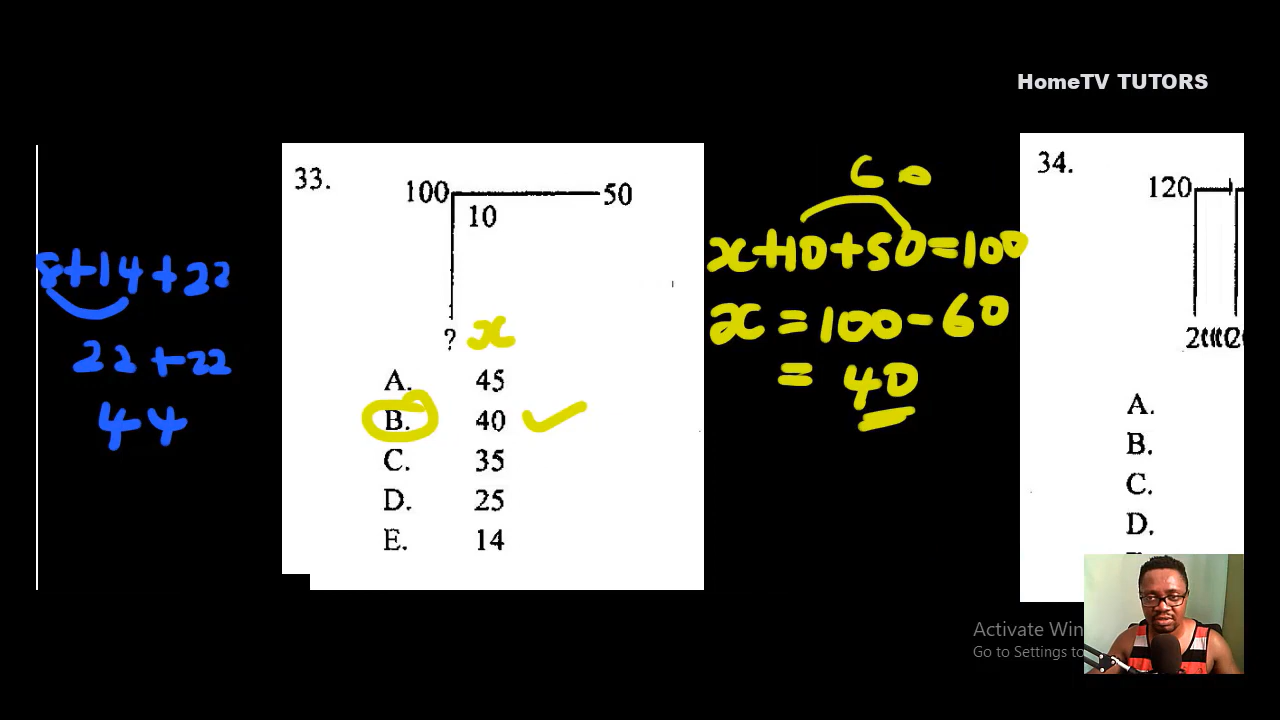 HomeTV TUTORS
8+14+22
22+22
44
33.
100
50
10
?
x
A. 45
B. 40
C. 35
D. 25
E. 14
60
x+10+50=100
x=100-60
=40
34.
120
A.
B.
C.
D.
Activate Win
Go to Settings to